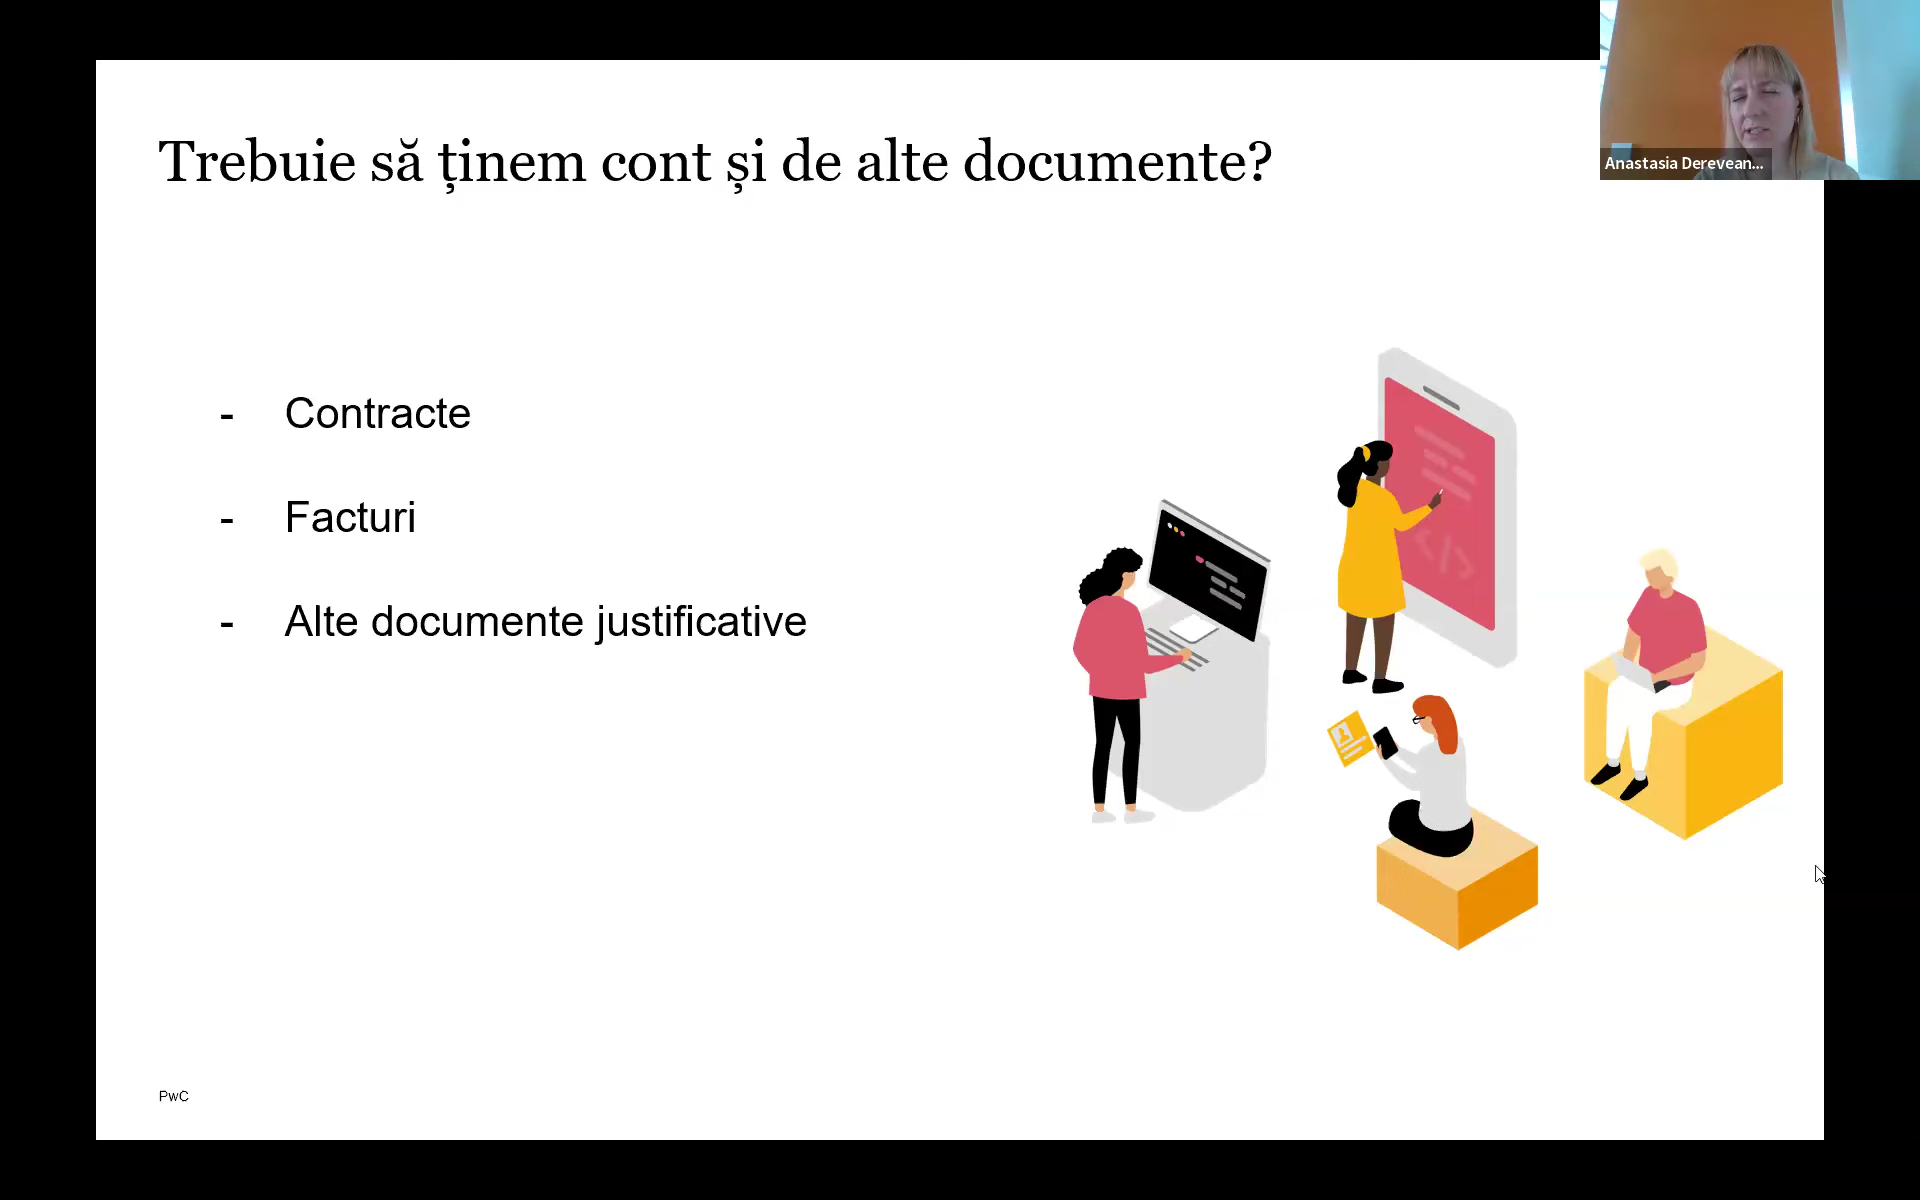 Trebuie să ținem cont și de alte documente?
Anastasia Derevean...
- Contracte
- Facturi
- Alte documente justificative
PwC